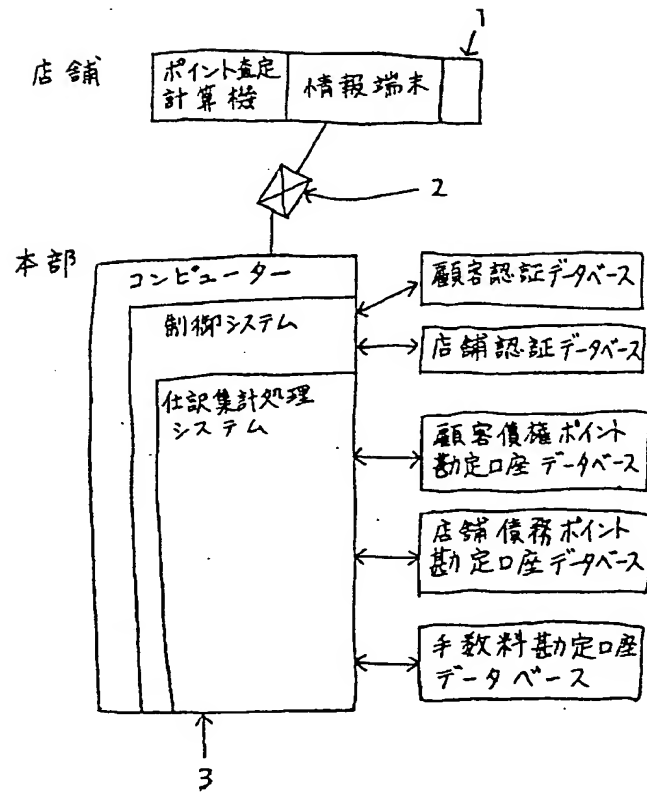 1
店舗
ポイント査定
計算機
情報端末
2
本部
コンピューター
制御システム
仕訳集計処理
システム
顧客認証データベース
店舗認証データベース
顧客債権ポイント
勘定口座データベース
店舗債務ポイント
勘定口座データベース
手数料勘定口座
データベース
3